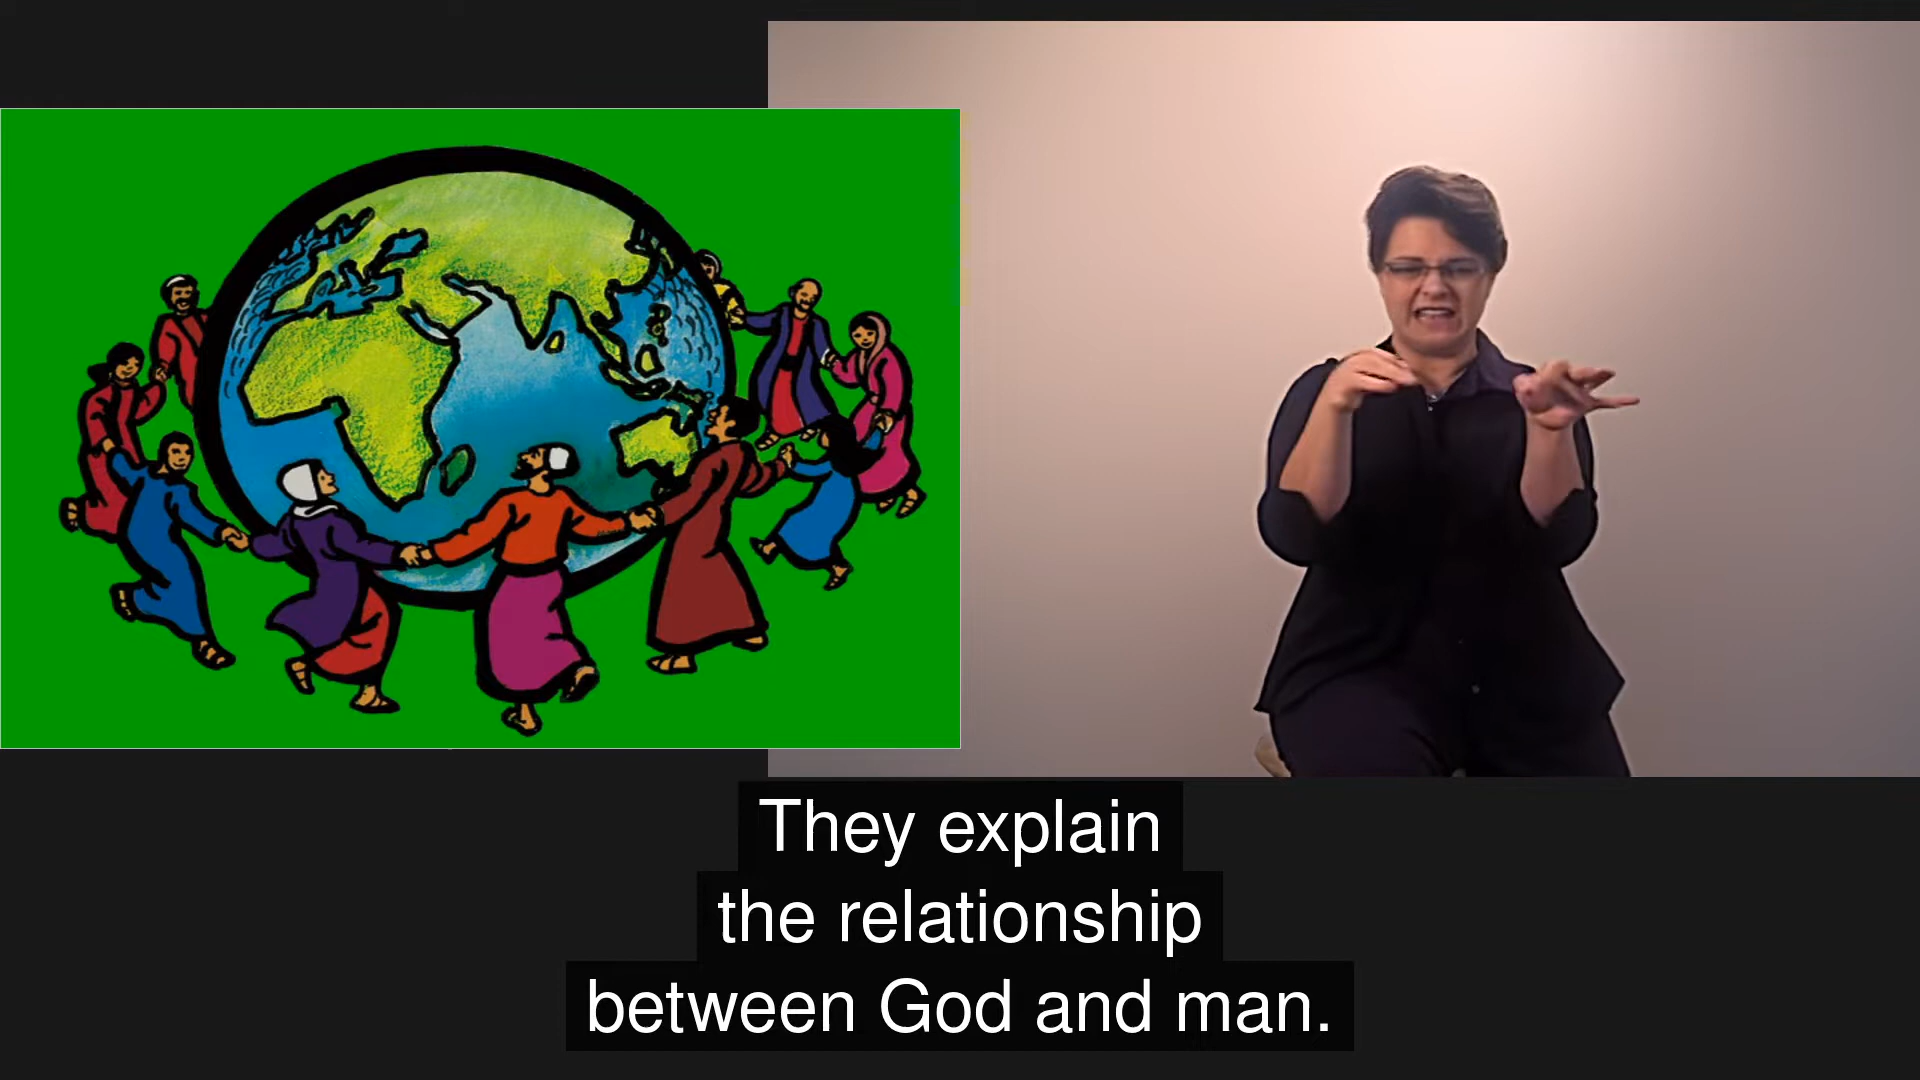 They explain
the relationship
between God and man.